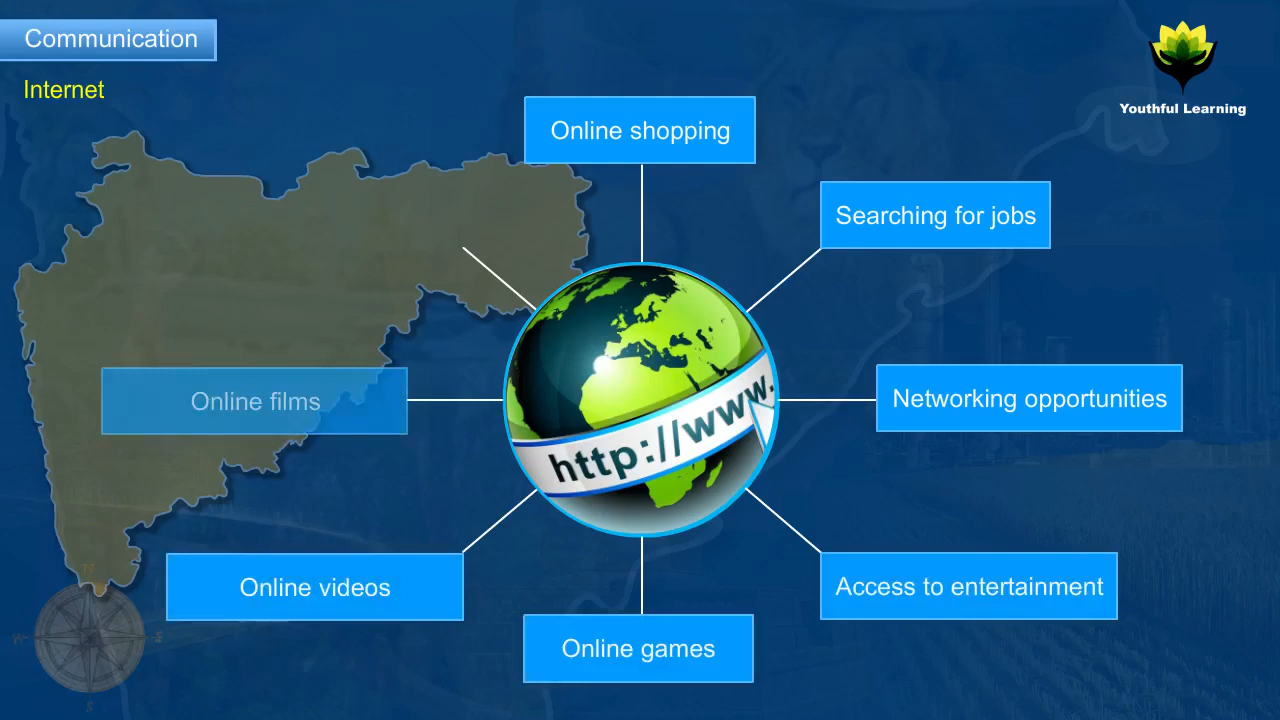 Communication
Internet
Youthful Learning
Online shopping
Searching for jobs
Networking opportunities
Online films
http://www.
Online videos
Access to entertainment
Online games
N
W
E
S